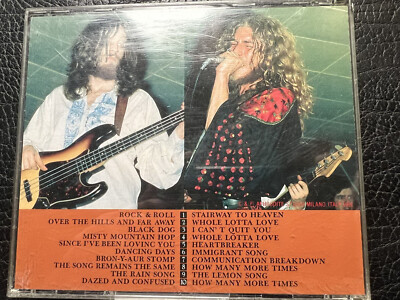 MILANO, ITALY
ROCK & ROLL 1 STAIRWAY TO HEAVEN
OVER THE HILLS AND FAR AWAY 2 WHOLE LOTTA LOVE
BLACK DOG 3 I CAN'T QUIT YOU
MISTY MOUNTAIN HOP 4 WHOLE LOTTA LOVE
SINCE I'VE BEEN LOVING YOU 5 HEARTBREAKER
DANCING DAYS 6 IMMIGRANT SONG
BRON-Y-AUR STOMP 7 COMMUNICATION BREAKDOWN
THE SONG REMAINS THE SAME 8 HOW MANY MORE TIMES
THE RAIN SONG 9 THE LEMON SONG
DAZED AND CONFUSED 10 HOW MANY MORE TIMES